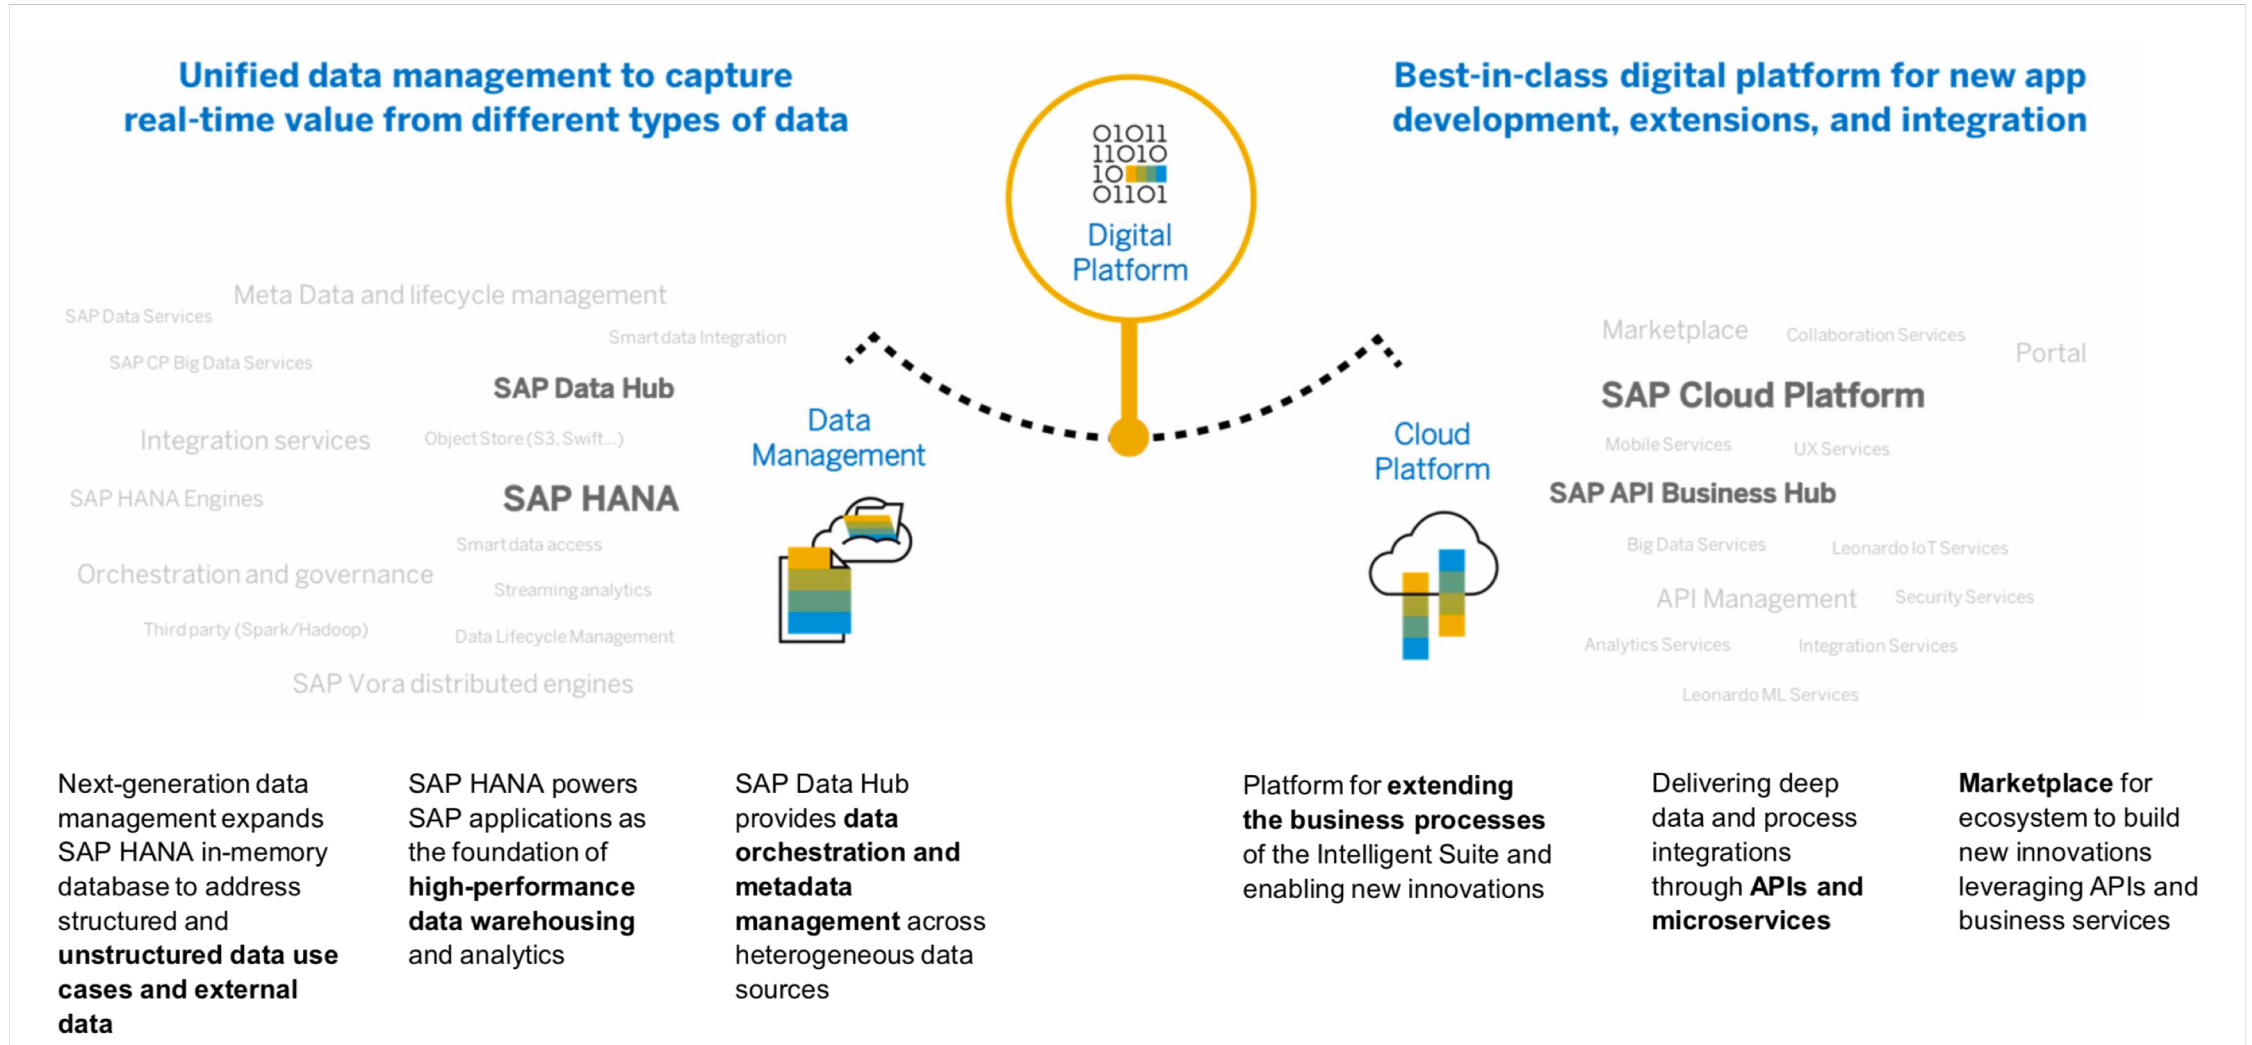 Unified data management to capture
real-time value from different types of data
Best-in-class digital platform for new app
development, extensions, and integration
01011
11010
10
01101
Digital
Platform
Meta Data and lifecycle management
SAP Data Services
Smart data Integration
SAP CP Big Data Services
SAP Data Hub
Integration services
Object Store (S3, Swift...)
SAP HANA Engines
SAP HANA
Smart data access
Orchestration and governance
Streaming analytics
Third party (Spark/Hadoop)
Data Lifecycle Management
SAP Vora distributed engines
Data
Management
Cloud
Platform
Marketplace
Collaboration Services
Portal
SAP Cloud Platform
Mobile Services
UX Services
SAP API Business Hub
Big Data Services
Leonardo IoT Services
API Management
Security Services
Analytics Services
Integration Services
Leonardo ML Services
Next-generation data
management expands
SAP HANA in-memory
database to address
structured and
unstructured data use
cases and external
data
SAP HANA powers
SAP applications as
the foundation of
high-performance
data warehousing
and analytics
SAP Data Hub
provides data
orchestration and
metadata
management across
heterogeneous data
sources
Platform for extending
the business processes
of the Intelligent Suite and
enabling new innovations
Delivering deep
data and process
integrations
through APIs and
microservices
Marketplace for
ecosystem to build
new innovations
leveraging APIs and
business services